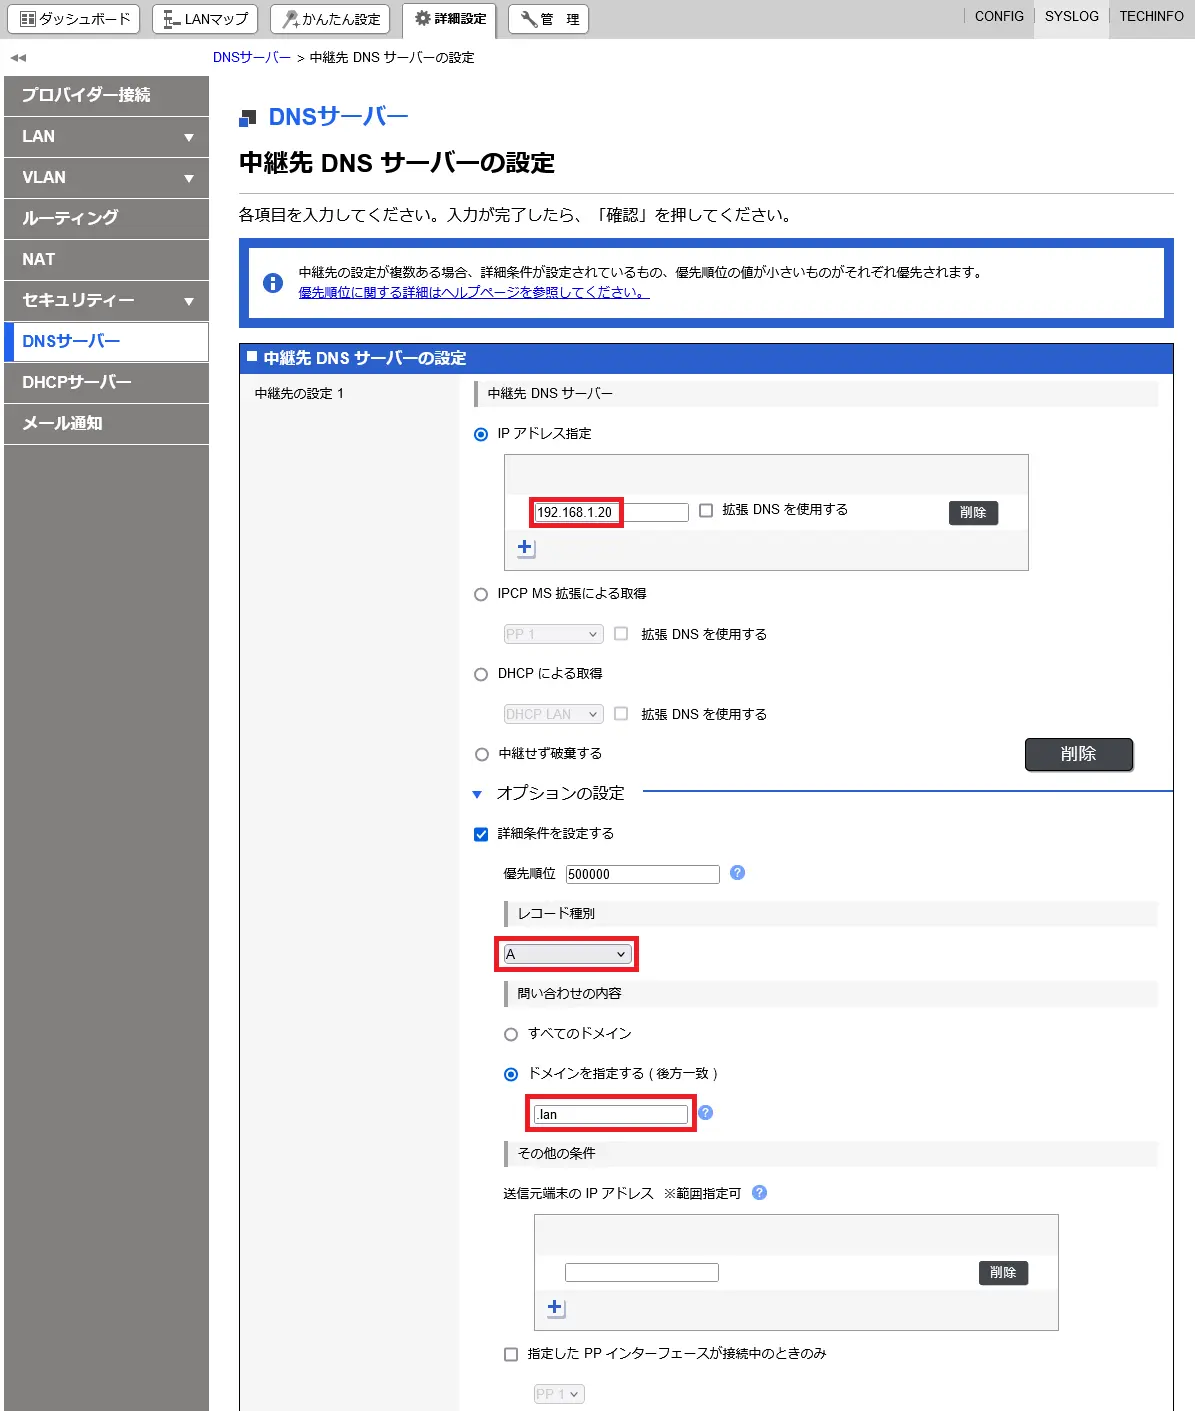 ダッシュボード LANマップ かんたん設定 詳細設定 管 理 CONFIG SYSLOG TECHINFO
DNSサーバー > 中継先 DNS サーバーの設定
プロバイダー接続
LAN
VLAN
ルーティング
NAT
セキュリティー
DNSサーバー
DHCPサーバー
メール通知
DNSサーバー
中継先 DNS サーバーの設定
各項目を入力してください。入力が完了したら、「確認」を押してください。
中継先の設定が複数ある場合、詳細条件が設定されているもの、優先順位の値が小さいものがそれぞれ優先されます。
優先順位に関する詳細はヘルプページを参照してください。
中継先 DNS サーバーの設定
中継先の設定 1
中継先 DNS サーバー
IP アドレス指定
192.168.1.20 拡張 DNS を使用する 削除
IPCP MS 拡張による取得
PP 1 拡張 DNS を使用する
DHCP による取得
DHCP LAN 拡張 DNS を使用する
中継せず破棄する 削除
オプションの設定
詳細条件を設定する
優先順位 500000 ?
レコード種別
A
問い合わせの内容
すべてのドメイン
ドメインを指定する ( 後方一致 )
.lan ?
その他の条件
送信元端末の IP アドレス ※範囲指定可 ?
削除
指定した PP インターフェースが接続中のときのみ
PP 1